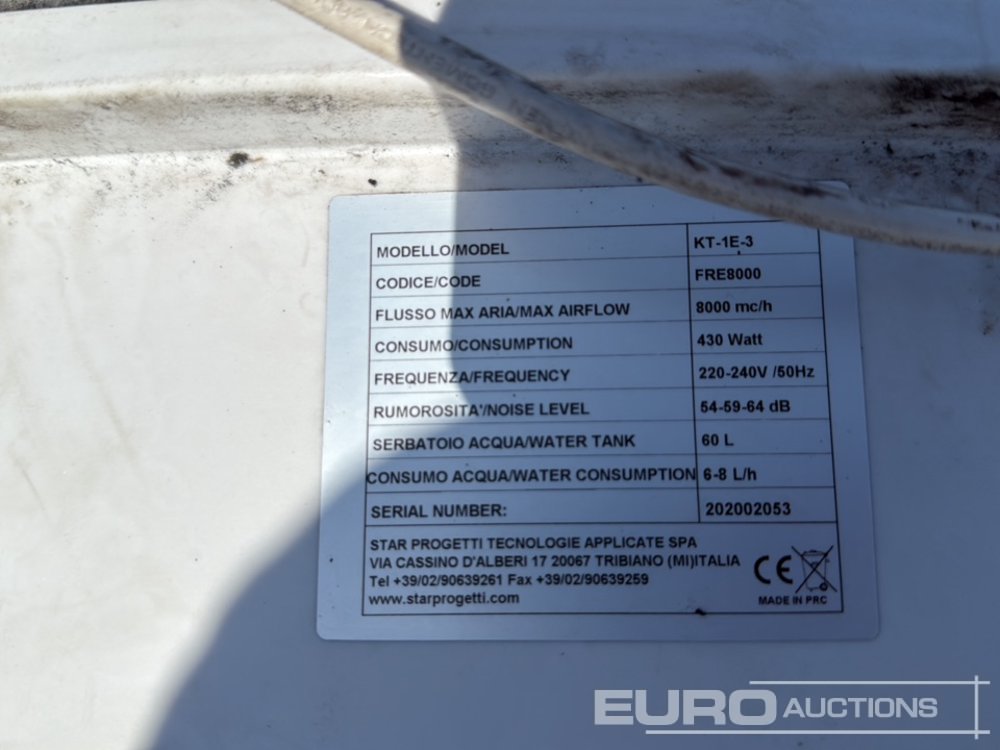 MODELLO/MODEL KT-1E-3
CODICE/CODE FRE8000
FLUSSO MAX ARIA/MAX AIRFLOW 8000 mc/h
CONSUMO/CONSUMPTION 430 Watt
FREQUENZA/FREQUENCY 220-240V /50Hz
RUMOROSITA'/NOISE LEVEL 54-59-64 dB
SERBATOIO ACQUA/WATER TANK 60 L
CONSUMO ACQUA/WATER CONSUMPTION 6-8 L/h
SERIAL NUMBER: 202002053
STAR PROGETTI TECNOLOGIE APPLICATE SPA
VIA CASSINO D'ALBERI 17 20067 TRIBIANO (MI)ITALIA
Tel +39/02/90639261 Fax +39/02/90639259
www.starprogetti.com
CE
MADE IN PRC
EURO AUCTIONS